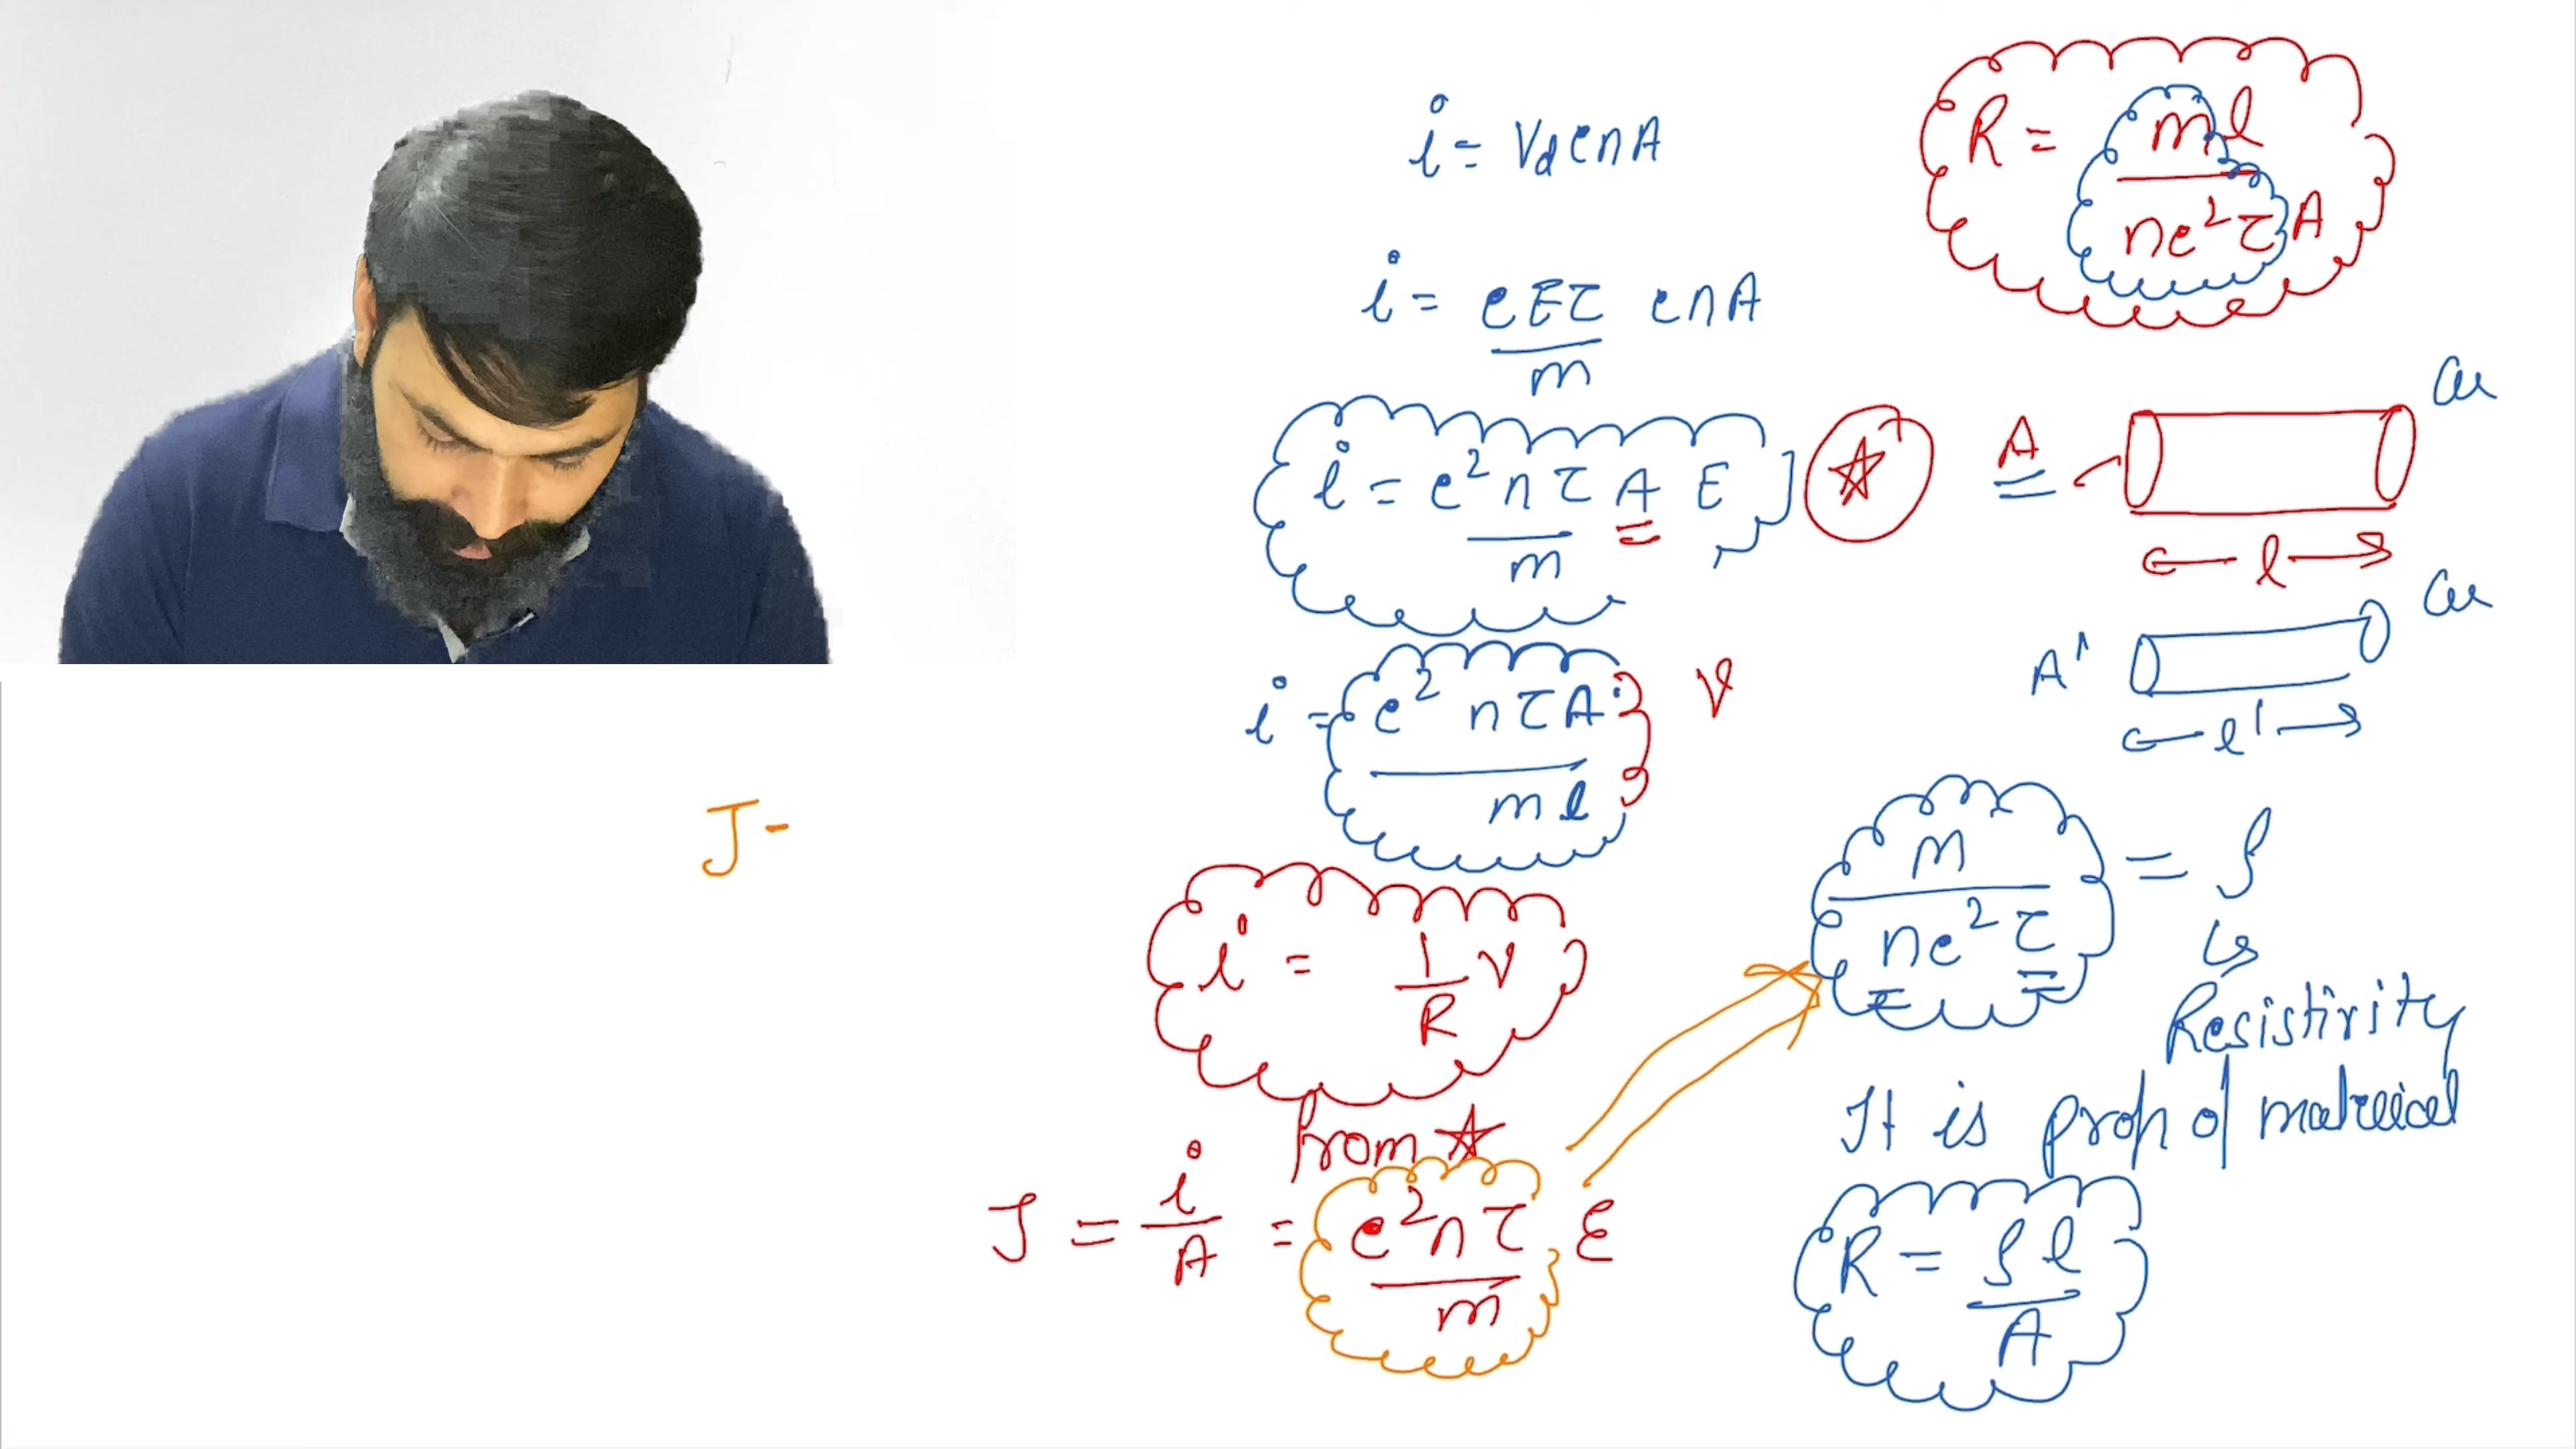 i = VdenA
i = eEτ/m enA
i = e²nτ/m A E ☆
i = e²nτA/ml V
i = 1/R V
from ☆
J = i/A = e²nτ/m E
J -
R = ml/ne²τA
A
Cu
l
Cu
A'
l'
m/ne²τ = ρ
↳
Resistivity
It is prop of material
R = ρl/A